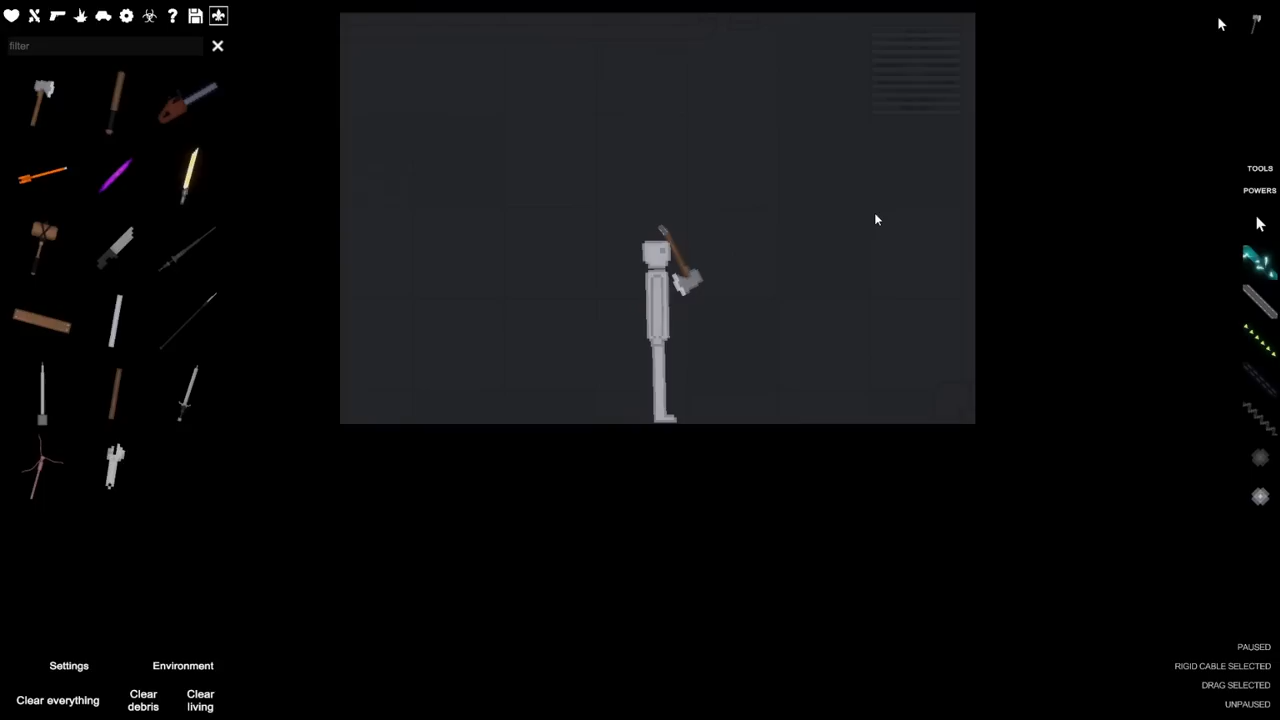 filter
TOOLS
POWERS
Settings
Environment
Clear everything
Clear debris
Clear living
PAUSED
RIGID CABLE SELECTED
DRAG SELECTED
UNPAUSED